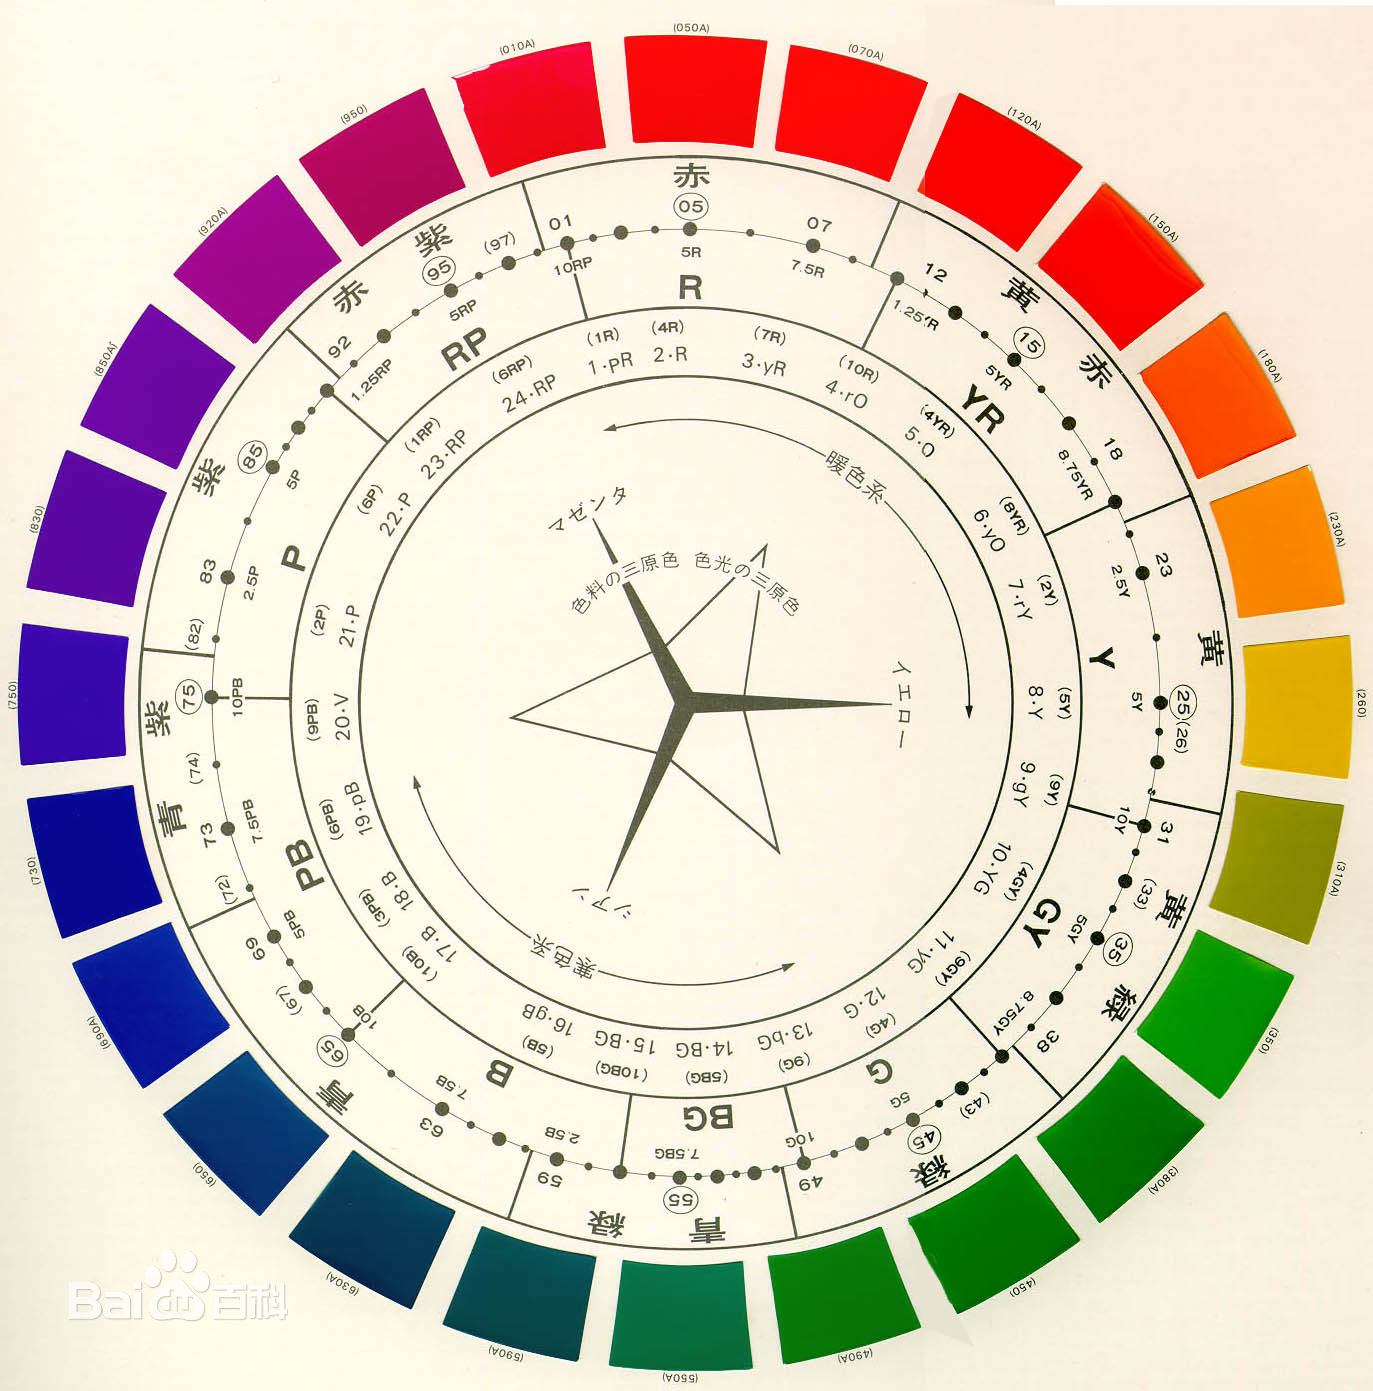 (050A)
(070A)
(120A)
(150A)
(180A)
(230A)
(260)
(310A)
(350)
(380A)
(450)
(490A)
(550A)
(590A)
(630A)
(650)
(690A)
(730)
(750)
(830)
(850A)
(920A)
(950)
(010A)
赤
黄赤
黄
黄緑
緑
青緑
青
青紫
紫
赤紫
01
05
07
12
15
18
23
25
(26)
31
(33)
35
38
(43)
45
49
55
59
63
65
(67)
69
(72)
73
(74)
75
(82)
83
85
92
95
(97)
10RP
5R
7.5R
1.25YR
5YR
8.75YR
2.5Y
5Y
10Y
5GY
8.75GY
5G
10G
7.5BG
2.5B
7.5B
10B
5PB
7.5PB
10PB
2.5P
5P
1.25RP
5RP
R
YR
Y
GY
G
BG
B
PB
P
RP
(1R)
1·pR
(4R)
2·R
(7R)
3·yR
(10R)
4·rO
(4YR)
5·O
(8YR)
6·yO
(2Y)
7·rY
(5Y)
8·Y
(9Y)
9·gY
(4GY)
10·YG
(9GY)
11·yG
(4G)
12·G
(9G)
13·bG
(5BG)
14·BG
(10BG)
15·BG
(5B)
16·gB
(10B)
17·B
(3PB)
18·B
(6PB)
19·pB
(9PB)
20·V
(2P)
21·P
(6P)
22·P
(1RP)
23·RP
(6RP)
24·RP
暖色系
マゼンタ
色料の三原色
色光の三原色
イエロー
シアン
寒色系
Bai 百科